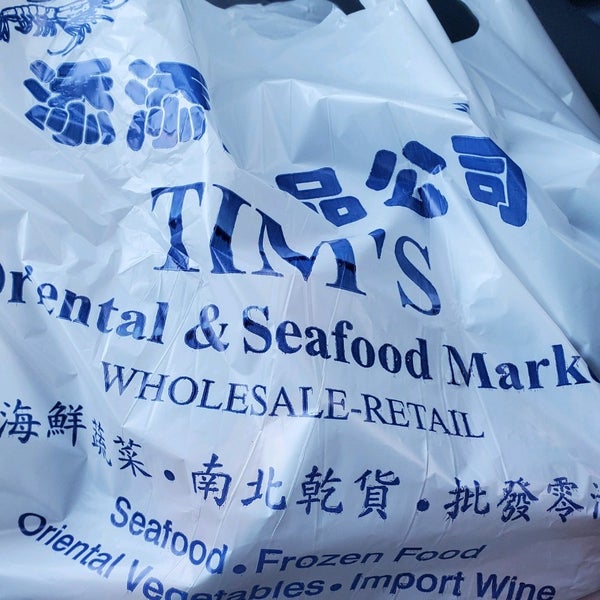 添添
品公司
TIM'S
Oriental & Seafood Mark
WHOLESALE-RETAIL
海鮮蔬菜・南北乾貨・批發零
Seafood • Frozen Food
Oriental Vegetables • Import Wine